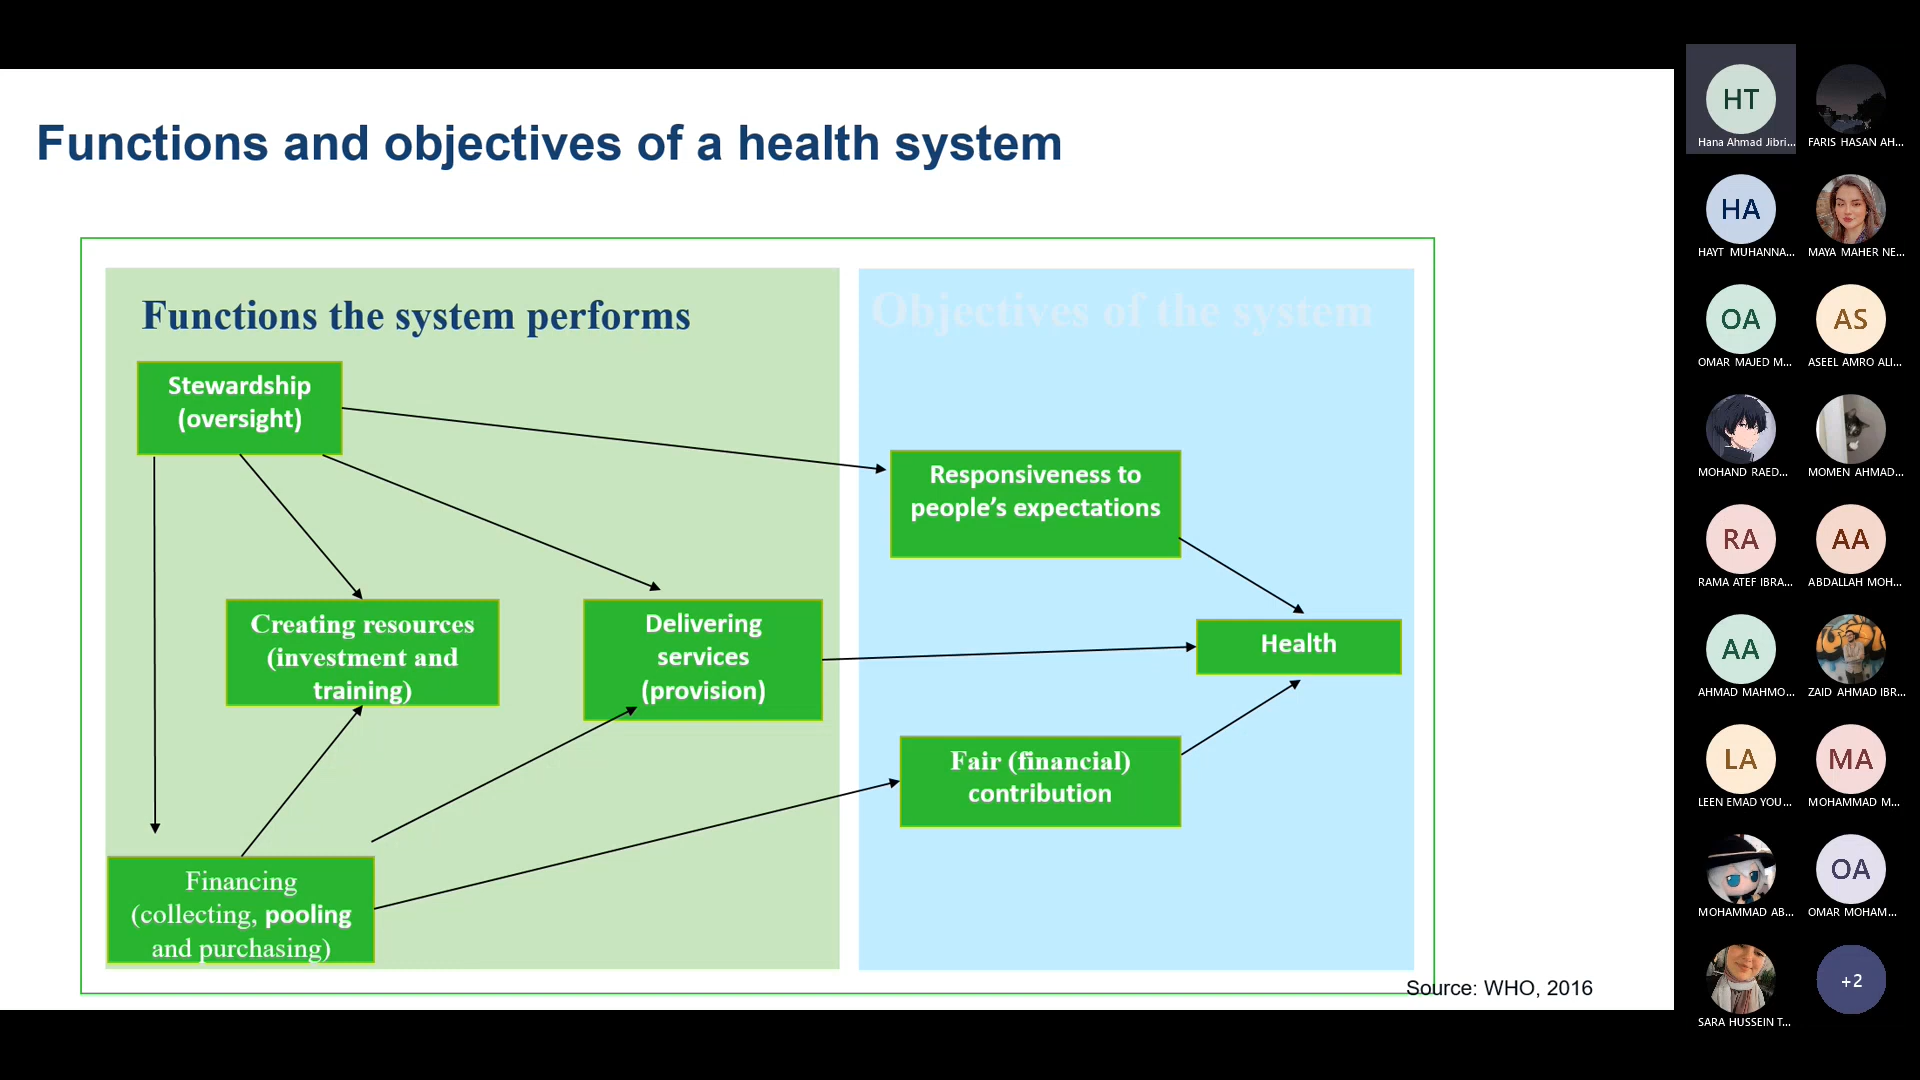 Functions and objectives of a health system
Functions the system performs
Objectives of the system
Stewardship
(oversight)
Responsiveness to
people’s expectations
Creating resources
(investment and
training)
Delivering
services
(provision)
Health
Fair (financial)
contribution
Financing
(collecting, pooling
and purchasing)
Source: WHO, 2016
HT
Hana Ahmad Jibri...
FARIS HASAN AH...
HA
HAYT MUHANNA...
MAYA MAHER NE...
OA
OMAR MAJED M...
AS
ASEEL AMRO ALI...
MOHAND RAED...
MOMEN AHMAD...
RA
RAMA ATEF IBRA...
AA
ABDALLAH MOH...
AA
AHMAD MAHMO...
ZAID AHMAD IBR...
LA
LEEN EMAD YOU...
MA
MOHAMMAD M...
MOHAMMAD AB...
OA
OMAR MOHAM...
SARA HUSSEIN T...
+2